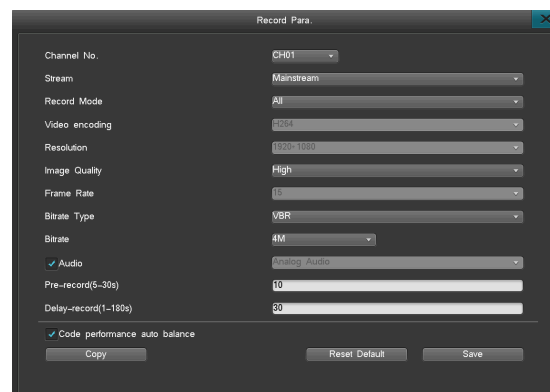 Record Para.
Channel No. CH01
Stream Mainstream
Record Mode All
Video encoding H264
Resolution 1920-1080
Image Quality High
Frame Rate 15
Bitrate Type VBR
Bitrate 4M
Audio Analog Audio
Pre-record(5-30s) 10
Delay-record(1-180s) 30
Code performance auto balance
Copy Reset Default Save